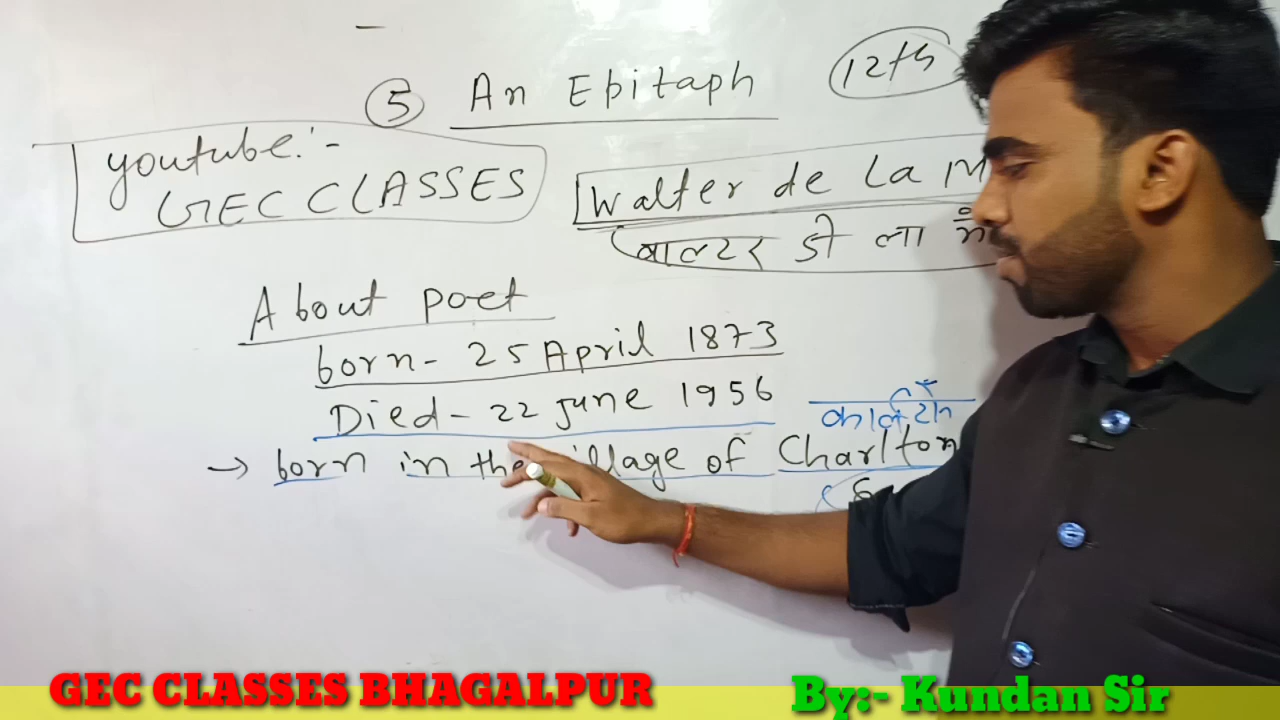 5 An Epitaph 12th
youtube:-
GEC CLASSES
Walter de La M
वाल्टर डी ला मे
About poet
born- 25 April 1873
Died- 22 june 1956
कार्लटन
→ born in the village of Charlton
GEC CLASSES BHAGALPUR
By:- Kundan Sir